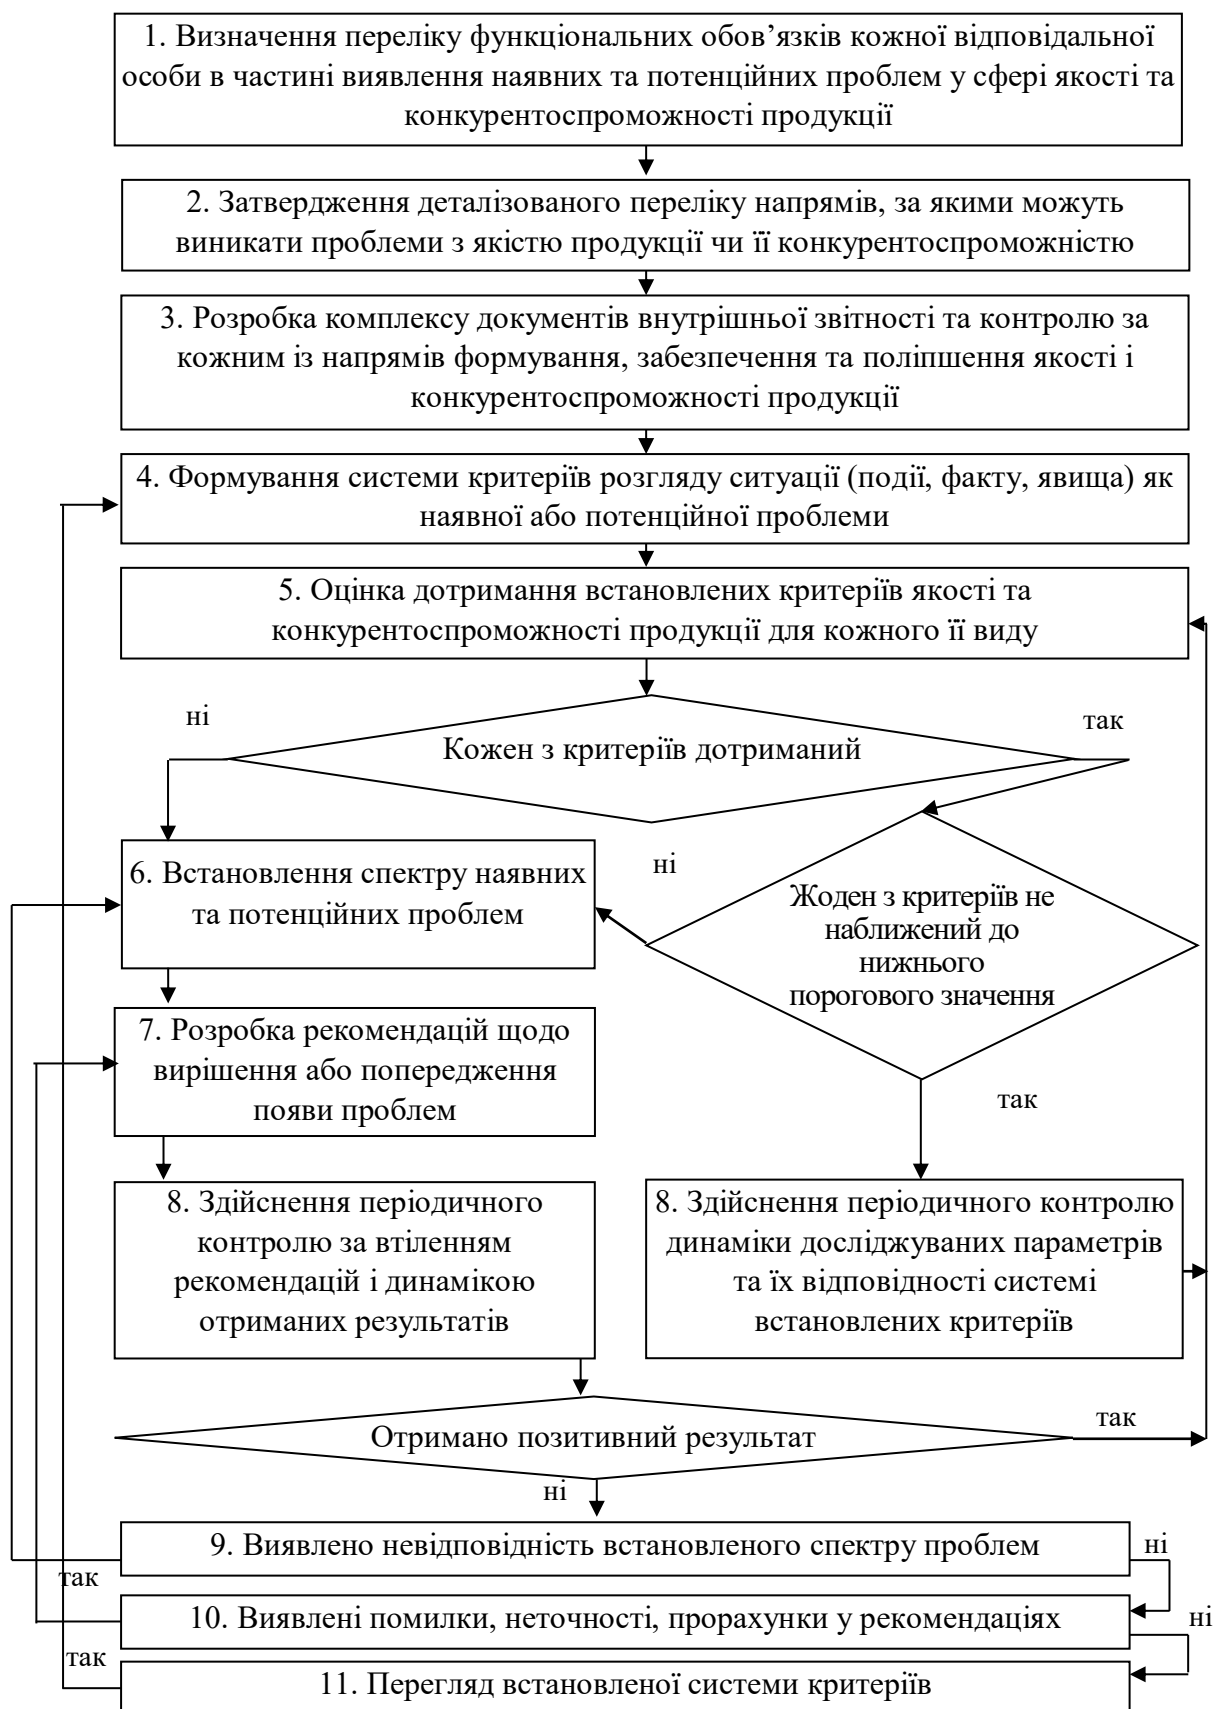 1. Визначення переліку функціональних обов’язків кожної відповідальної
особи в частині виявлення наявних та потенційних проблем у сфері якості та
конкурентоспроможності продукції
2. Затвердження деталізованого переліку напрямів, за якими можуть
виникати проблеми з якістю продукції чи її конкурентоспроможністю
3. Розробка комплексу документів внутрішньої звітності та контролю за
кожним із напрямів формування, забезпечення та поліпшення якості і
конкурентоспроможності продукції
4. Формування системи критеріїв розгляду ситуації (події, факту, явища) як
наявної або потенційної проблеми
5. Оцінка дотримання встановлених критеріїв якості та
конкурентоспроможності продукції для кожного її виду
ні
так
Кожен з критеріїв дотриманий
6. Встановлення спектру наявних
та потенційних проблем
ні
Жоден з критеріїв не
наближений до
нижнього
порогового значення
7. Розробка рекомендацій щодо
вирішення або попередження
появи проблем
так
8. Здійснення періодичного
контролю за втіленням
рекомендацій і динамікою
отриманих результатів
8. Здійснення періодичного контролю
динаміки досліджуваних параметрів
та їх відповідності системі
встановлених критеріїв
Отримано позитивний результат
так
ні
9. Виявлено невідповідність встановленого спектру проблем
ні
так
10. Виявлені помилки, неточності, прорахунки у рекомендаціях
ні
так
11. Перегляд встановленої системи критеріїв